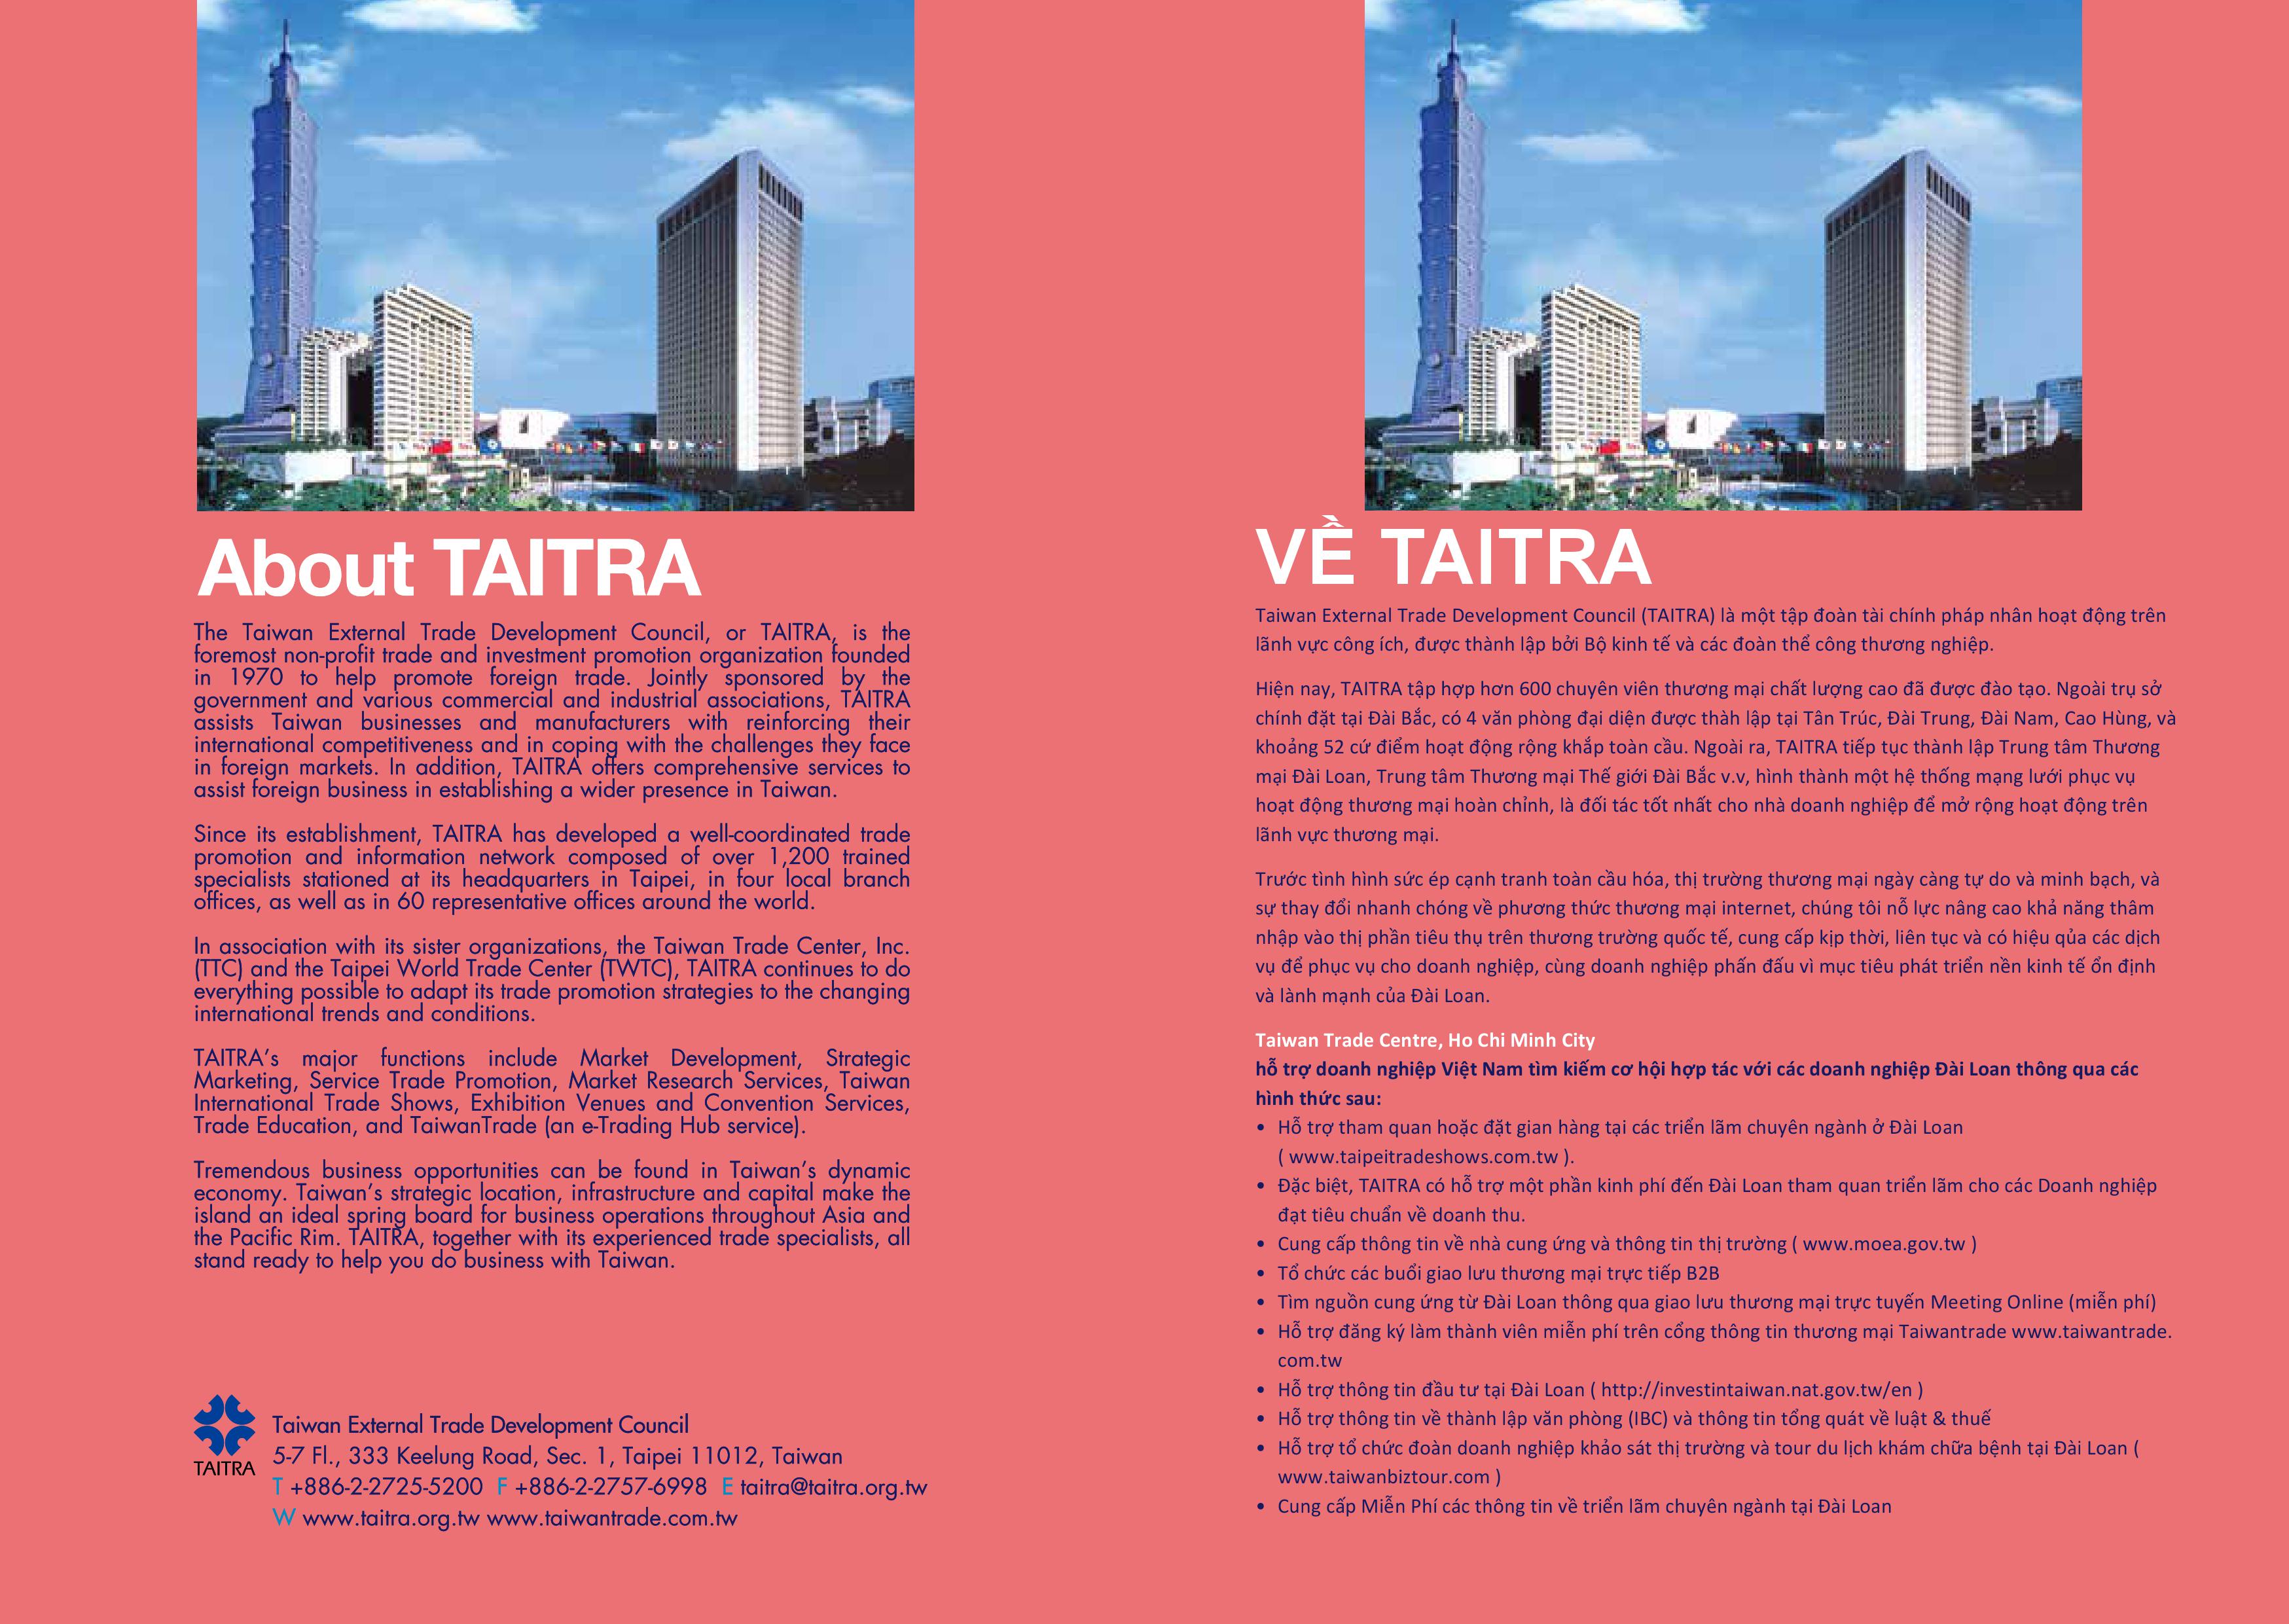 About TAITRA
The Taiwan External Trade Development Council, or TAITRA, is the
foremost non-profit trade and investment promotion organization founded
in 1970 to help promote foreign trade. Jointly sponsored by the
government and various commercial and industrial associations, TAITRA
assists Taiwan businesses and manufacturers with reinforcing their
international competitiveness and in coping with the challenges they face
in foreign markets. In addition, TAITRA offers comprehensive services to
assist foreign business in establishing a wider presence in Taiwan.
Since its establishment, TAITRA has developed a well-coordinated trade
promotion and information network composed of over 1,200 trained
specialists stationed at its headquarters in Taipei, in four local branch
offices, as well as in 60 representative offices around the world.
In association with its sister organizations, the Taiwan Trade Center, Inc.
(TTC) and the Taipei World Trade Center (TWTC), TAITRA continues to do
everything possible to adapt its trade promotion strategies to the changing
international trends and conditions.
TAITRA's major functions include Market Development, Strategic
Marketing, Service Trade Promotion, Market Research Services, Taiwan
International Trade Shows, Exhibition Venues and Convention Services,
Trade Education, and TaiwanTrade (an e-Trading Hub service).
Tremendous business opportunities can be found in Taiwan's dynamic
economy. Taiwan's strategic location, infrastructure and capital make the
island an ideal spring board for business operations throughout Asia and
the Pacific Rim. TAITRA, together with its experienced trade specialists, all
stand ready to help you do business with Taiwan.
TAITRA
Taiwan External Trade Development Council
5-7 Fl., 333 Keelung Road, Sec. 1, Taipei 11012, Taiwan
T +886-2-2725-5200 F +886-2-2757-6998 E taitra@taitra.org.tw
W www.taitra.org.tw www.taiwantrade.com.tw
VỀ TAITRA
Taiwan External Trade Development Council (TAITRA) là một tập đoàn tài chính pháp nhân hoạt động trên
lãnh vực công ích, được thành lập bởi Bộ kinh tế và các đoàn thể công thương nghiệp.
Hiện nay, TAITRA tập hợp hơn 600 chuyên viên thương mại chất lượng cao đã được đào tạo. Ngoài trụ sở
chính đặt tại Đài Bắc, có 4 văn phòng đại diện được thàh lập tại Tân Trúc, Đài Trung, Đài Nam, Cao Hùng, và
khoảng 52 cứ điểm hoạt động rộng khắp toàn cầu. Ngoài ra, TAITRA tiếp tục thành lập Trung tâm Thương
mại Đài Loan, Trung tâm Thương mại Thế giới Đài Bắc v.v, hình thành một hệ thống mạng lưới phục vụ
hoạt động thương mại hoàn chỉnh, là đối tác tốt nhất cho nhà doanh nghiệp để mở rộng hoạt động trên
lãnh vực thương mại.
Trước tình hình sức ép cạnh tranh toàn cầu hóa, thị trường thương mại ngày càng tự do và minh bạch, và
sự thay đổi nhanh chóng về phương thức thương mại internet, chúng tôi nỗ lực nâng cao khả năng thâm
nhập vào thị phần tiêu thụ trên thương trường quốc tế, cung cấp kịp thời, liên tục và có hiệu qủa các dịch
vụ để phục vụ cho doanh nghiệp, cùng doanh nghiệp phấn đấu vì mục tiêu phát triển nền kinh tế ổn định
và lành mạnh của Đài Loan.
Taiwan Trade Centre, Ho Chi Minh City
hỗ trợ doanh nghiệp Việt Nam tìm kiếm cơ hội hợp tác với các doanh nghiệp Đài Loan thông qua các
hình thức sau:
• Hỗ trợ tham quan hoặc đặt gian hàng tại các triển lãm chuyên ngành ở Đài Loan
( www.taipeitradeshows.com.tw ).
• Đặc biệt, TAITRA có hỗ trợ một phần kinh phí đến Đài Loan tham quan triển lãm cho các Doanh nghiệp
đạt tiêu chuẩn về doanh thu.
• Cung cấp thông tin về nhà cung ứng và thông tin thị trường ( www.moea.gov.tw )
• Tổ chức các buổi giao lưu thương mại trực tiếp B2B
• Tìm nguồn cung ứng từ Đài Loan thông qua giao lưu thương mại trực tuyến Meeting Online (miễn phí)
• Hỗ trợ đăng ký làm thành viên miễn phí trên cổng thông tin thương mại Taiwantrade www.taiwantrade.
com.tw
• Hỗ trợ thông tin đầu tư tại Đài Loan ( http://investintaiwan.nat.gov.tw/en )
• Hỗ trợ thông tin về thành lập văn phòng (IBC) và thông tin tổng quát về luật & thuế
• Hỗ trợ tổ chức đoàn doanh nghiệp khảo sát thị trường và tour du lịch khám chữa bệnh tại Đài Loan (
www.taiwanbiztour.com )
• Cung cấp Miễn Phí các thông tin về triển lãm chuyên ngành tại Đài Loan